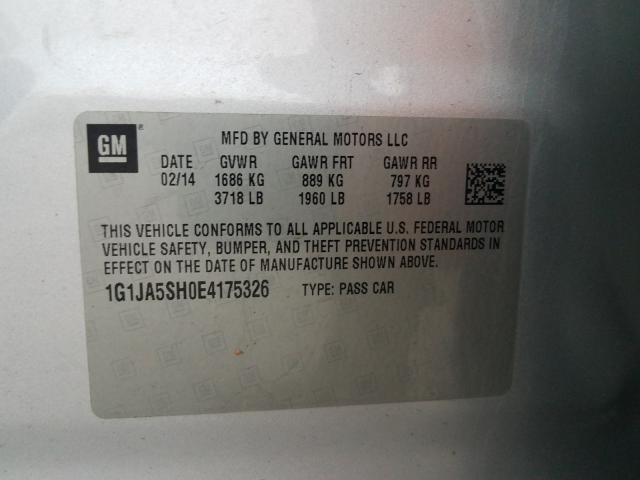 GM ®
MFD BY GENERAL MOTORS LLC
DATE GVWR GAWR FRT GAWR RR
02/14 1686 KG 889 KG 797 KG
3718 LB 1960 LB 1758 LB
THIS VEHICLE CONFORMS TO ALL APPLICABLE U.S. FEDERAL MOTOR
VEHICLE SAFETY, BUMPER, AND THEFT PREVENTION STANDARDS IN
EFFECT ON THE DATE OF MANUFACTURE SHOWN ABOVE.
1G1JA5SH0E4175326 TYPE: PASS CAR